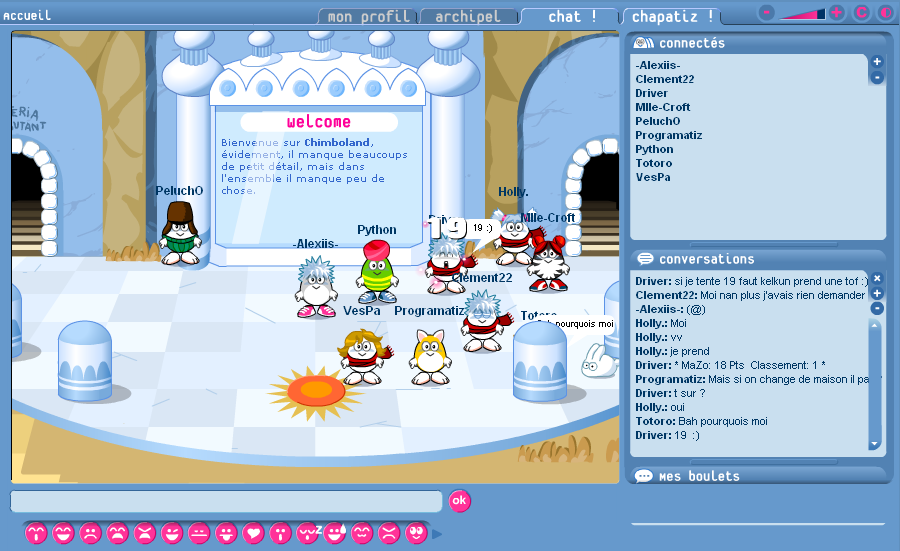 Accueil
mon profil
archipel
chat !
chapatiz !
connectés
-Alexiis-
Clement22
Driver
Mlle-Croft
PeluchO
Programatiz
Python
Totoro
VesPa
welcome
Bienvenue sur Chimboland,
évidement, il manque beaucoups
de petit détail, mais dans
l'ensemble il manque peu de
chose.
PeluchO
Holly.
Mlle-Croft
Python
19
19 :)
-Alexiis-
Clement22
VesPa
Programatiz
Totoro
Bah pourquois moi
conversations
Driver: si je tente 19 faut kelkun prend une tof :)
Clement22: Moi nan plus j'avais rien demander
-Alexiis-: (@)
Holly.: Moi
Holly.: vv
Holly.: je prend
Driver: * MaZo: 18 Pts Classement: 1 *
Programatiz: Mais si on change de maison il pa
Driver: t sur ?
Holly.: oui
Totoro: Bah pourquois moi
Driver: 19 :)
mes boulets
ok